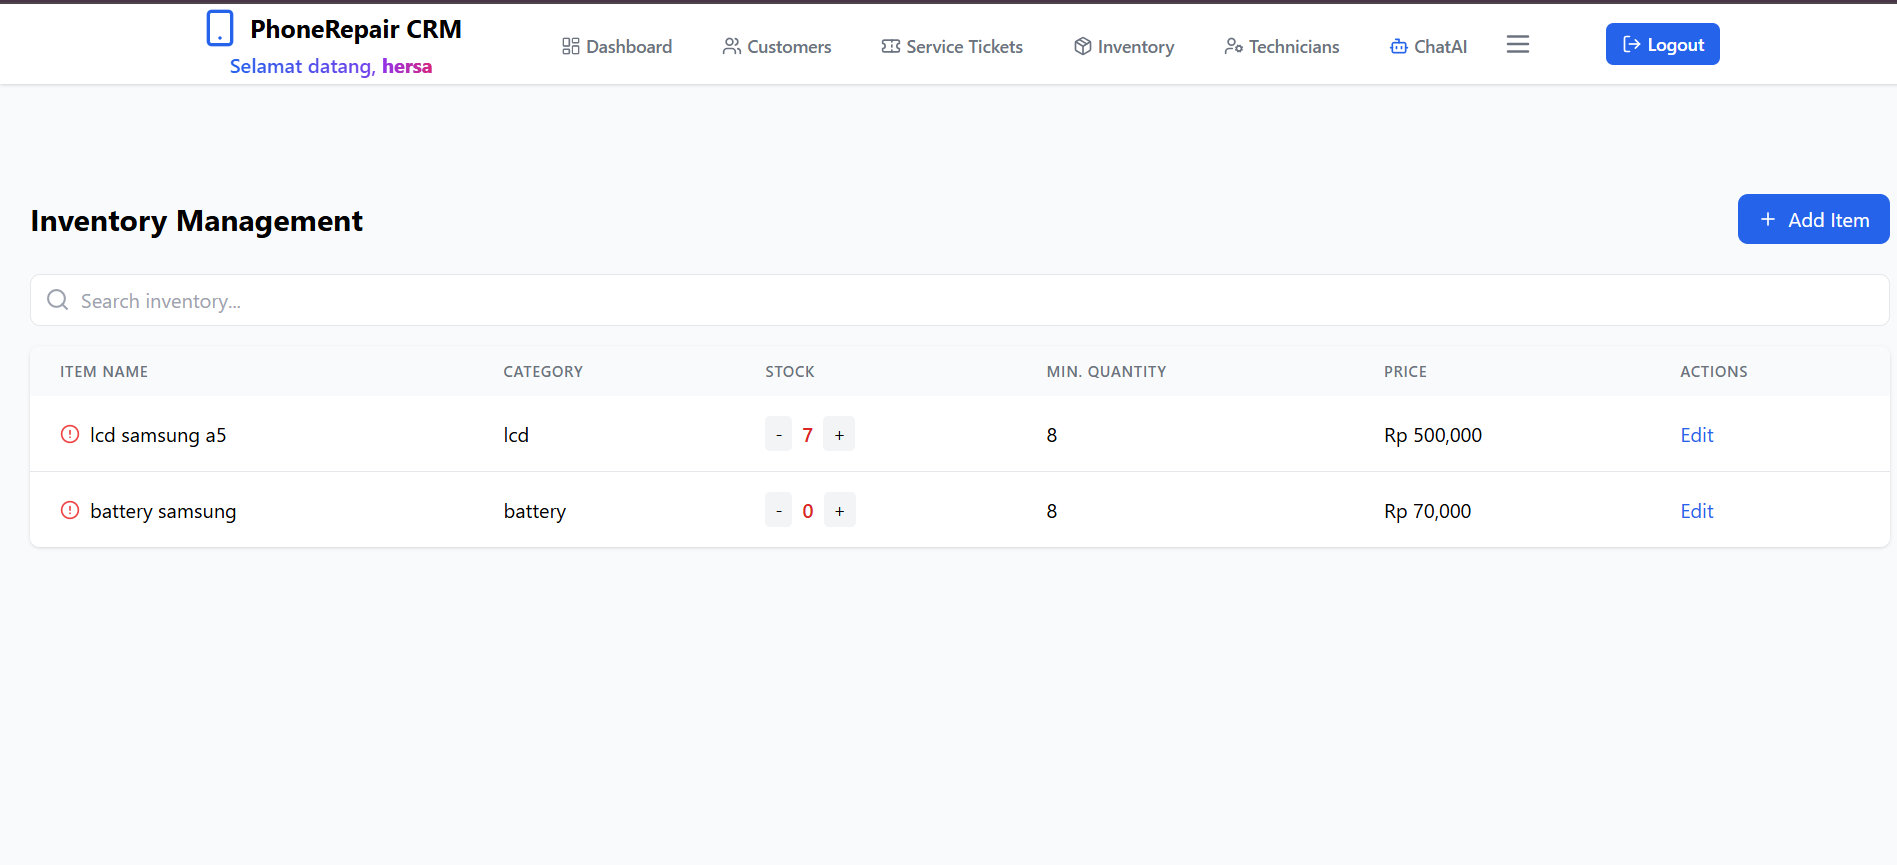 PhoneRepair CRM
Selamat datang, hersa
Dashboard Customers Service Tickets Inventory Technicians ChatAI Logout
Inventory Management
+ Add Item
Search inventory...
ITEM NAME CATEGORY STOCK MIN. QUANTITY PRICE ACTIONS
lcd samsung a5 lcd - 7 + 8 Rp 500,000 Edit
battery samsung battery - 0 + 8 Rp 70,000 Edit